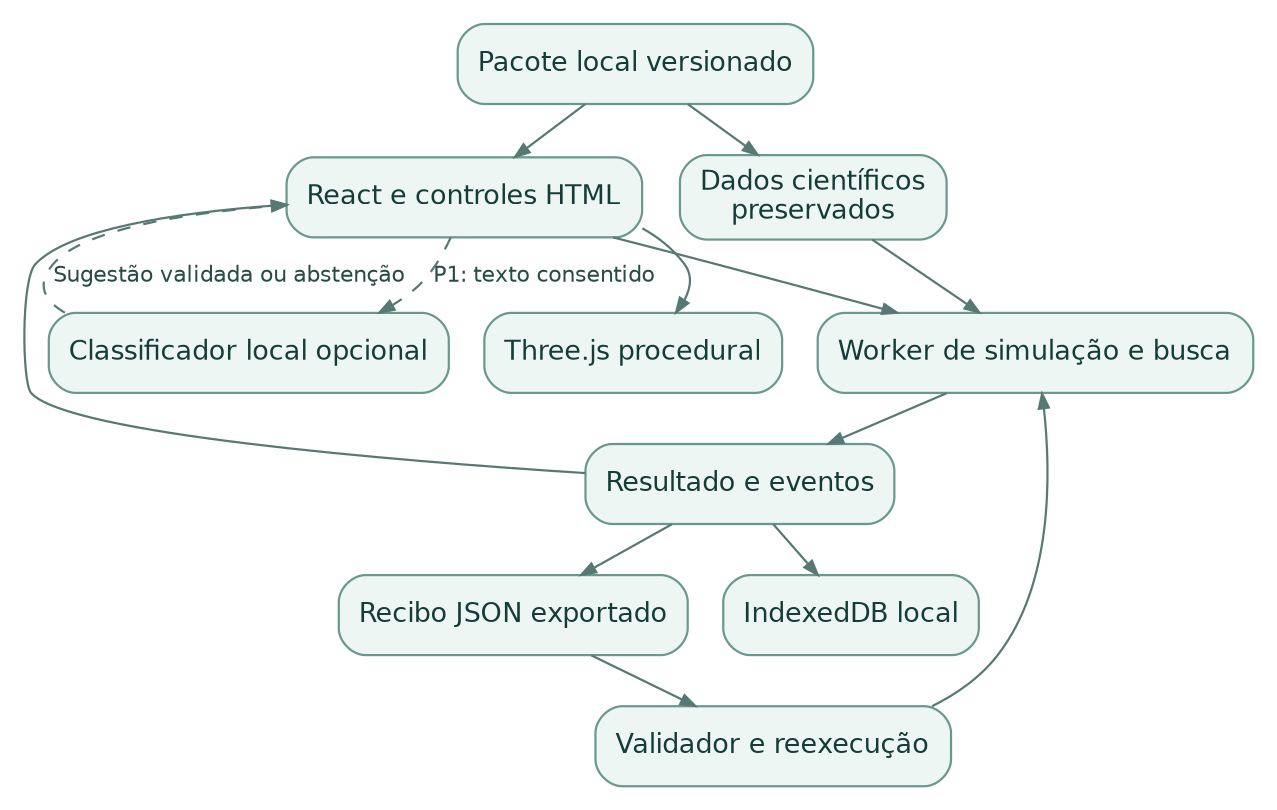 Pacote local versionado
React e controles HTML
Dados científicos
preservados
Sugestão validada ou abstenção
P1: texto consentido
Classificador local opcional
Three.js procedural
Worker de simulação e busca
Resultado e eventos
Recibo JSON exportado
IndexedDB local
Validador e reexecução